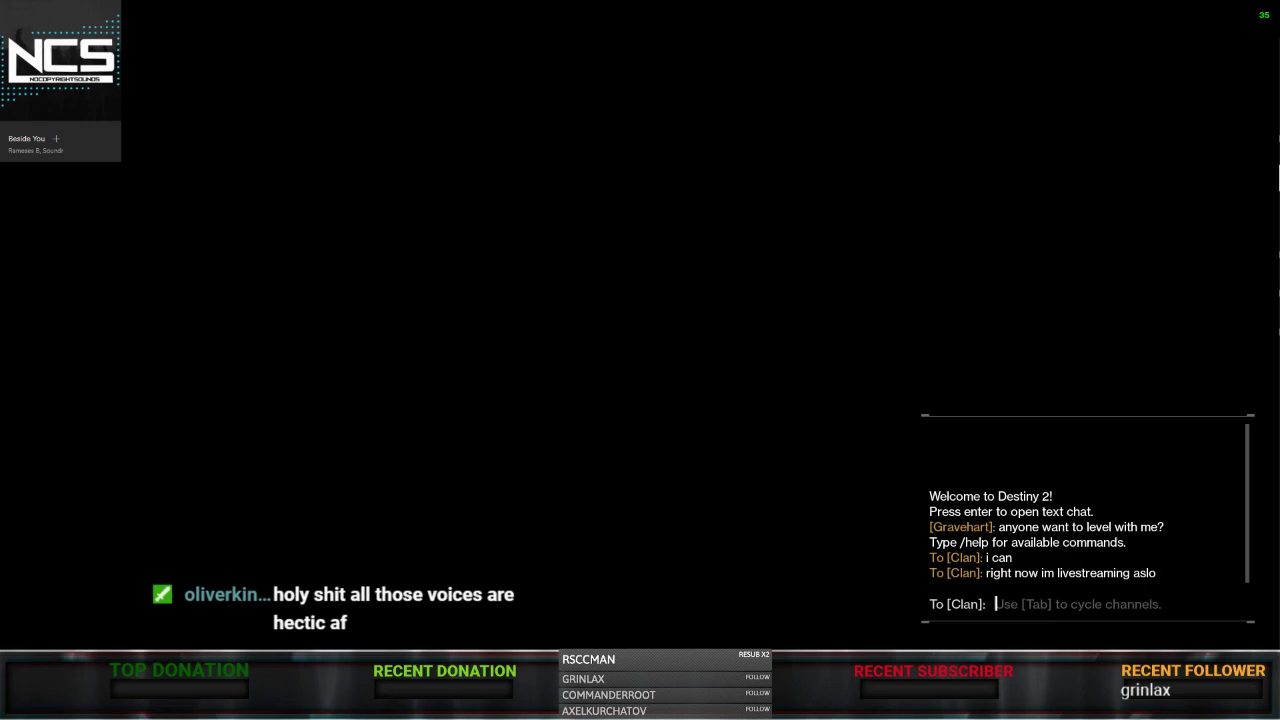 35
NCS
NOCOPYRIGHTSOUNDS
Beside You +
Rameses B, Soundr
Welcome to Destiny 2!
Press enter to open text chat.
[Gravehart]: anyone want to level with me?
Type /help for available commands.
To [Clan]: i can
To [Clan]: right now im livestreaming aslo
To [Clan]: Use [Tab] to cycle channels.
oliverkin... holy shit all those voices are
hectic af
TOP DONATION
RECENT DONATION
RSCCMAN RESUB X2
GRINLAX FOLLOW
COMMANDERROOT FOLLOW
AXELKURCHATOV FOLLOW
RECENT SUBSCRIBER
RECENT FOLLOWER
grinlax